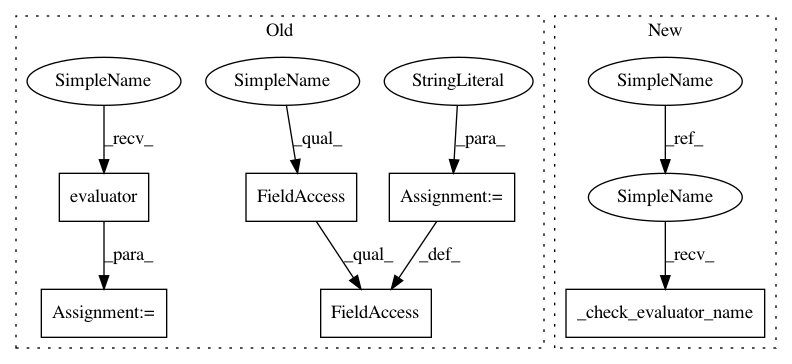 Old
New
SimpleName
SimpleName
StringLiteral
SimpleName
_recv_
_qual_
_para_
_ref_
evaluator
FieldAccess
Assignment:=
SimpleName
_para_
_qual_
_def_
_recv_
Assignment:=
FieldAccess
_check_evaluator_name